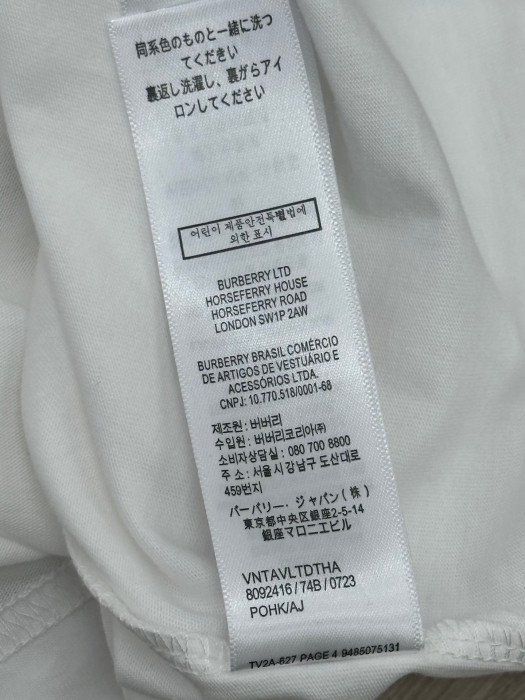 同系色のものと一緒に洗っ
てください
裏返し洗濯し、裏がらアイ
ロンしてください
어린이 제품안전특별법에
의한 표시
BURBERRY LTD
HORSEFERRY HOUSE
HORSEFERRY ROAD
LONDON SW1P 2AW
BURBERRY BRASIL COMÉRCIO
DE ARTIGOS DE VESTUÁRIO E
ACESSÓRIOS LTDA.
CNPJ: 10.770.518/0001-68
제조원 : 버버리
수입원 : 버버리코리아㈜
소비자상담실 : 080 700 8800
주 소 : 서울시 강남구 도산대로
459번지
バーバリー・ジャパン(株)
東京都中央区銀座2-5-14
銀座マロニエビル
VNTAVLTDTHA
8092416 / 74B / 0723
POHK/AJ
TV2A-627 PAGE 4 9485075131